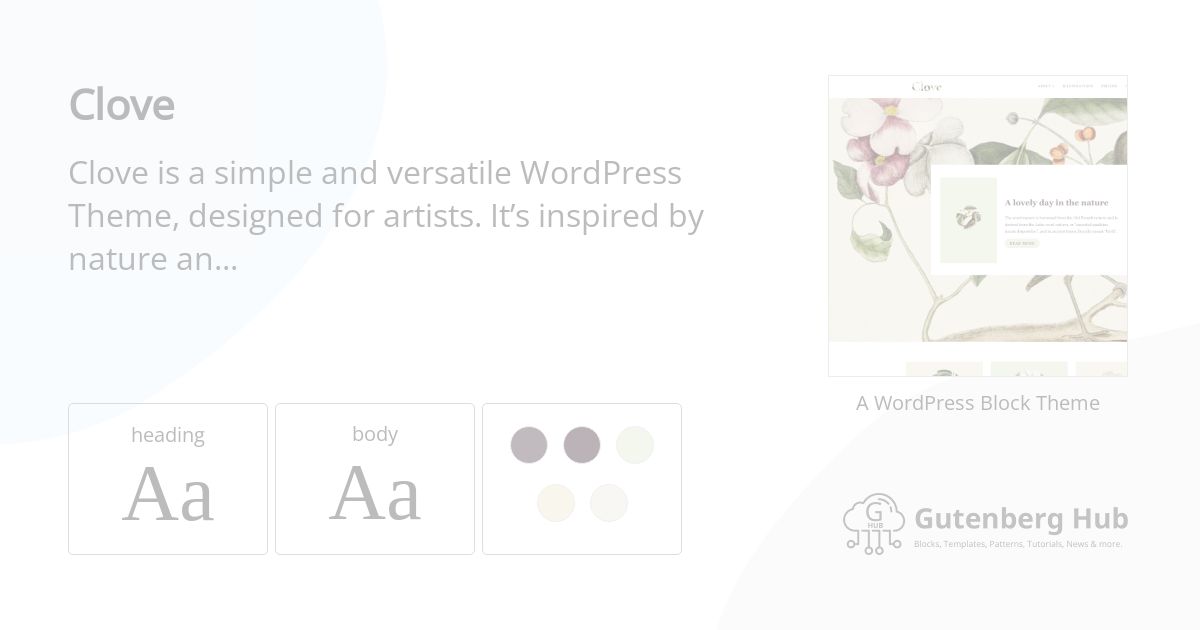 Clove
Clove is a simple and versatile WordPress
Theme, designed for artists. It’s inspired by
nature an...
heading
Aa
body
Aa
Clove
A lovely day in the nature
READ MORE
A WordPress Block Theme
G
HUB
Gutenberg Hub
Blocks, Templates, Patterns, Tutorials, News & more.